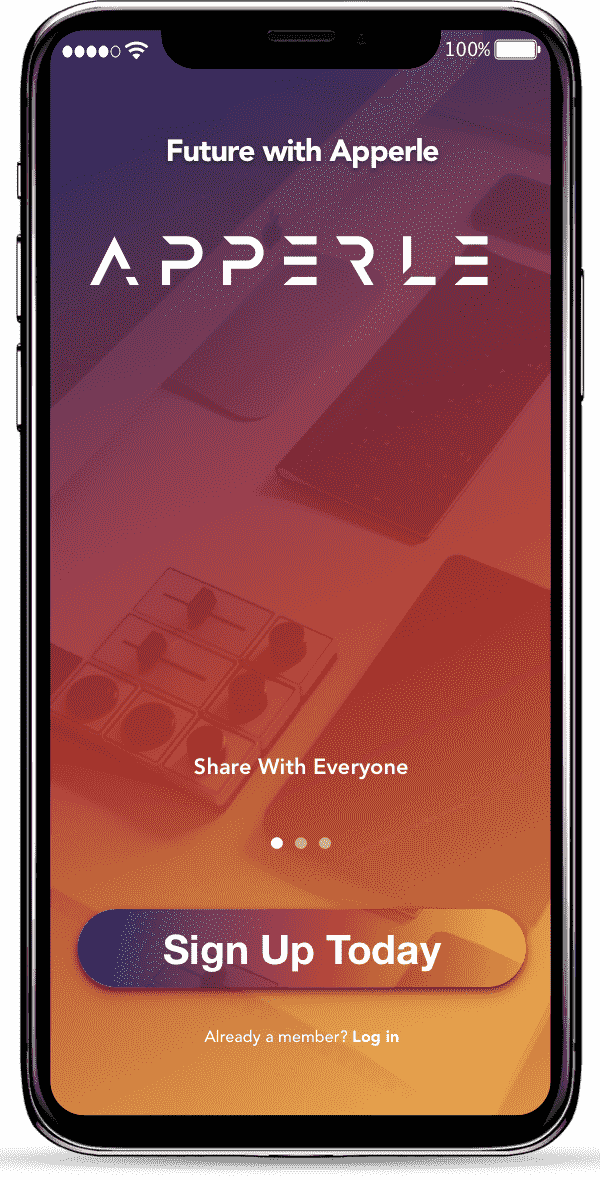 100%
Future with Apperle
APPERLE
Share With Everyone
Sign Up Today
Already a member? Log in